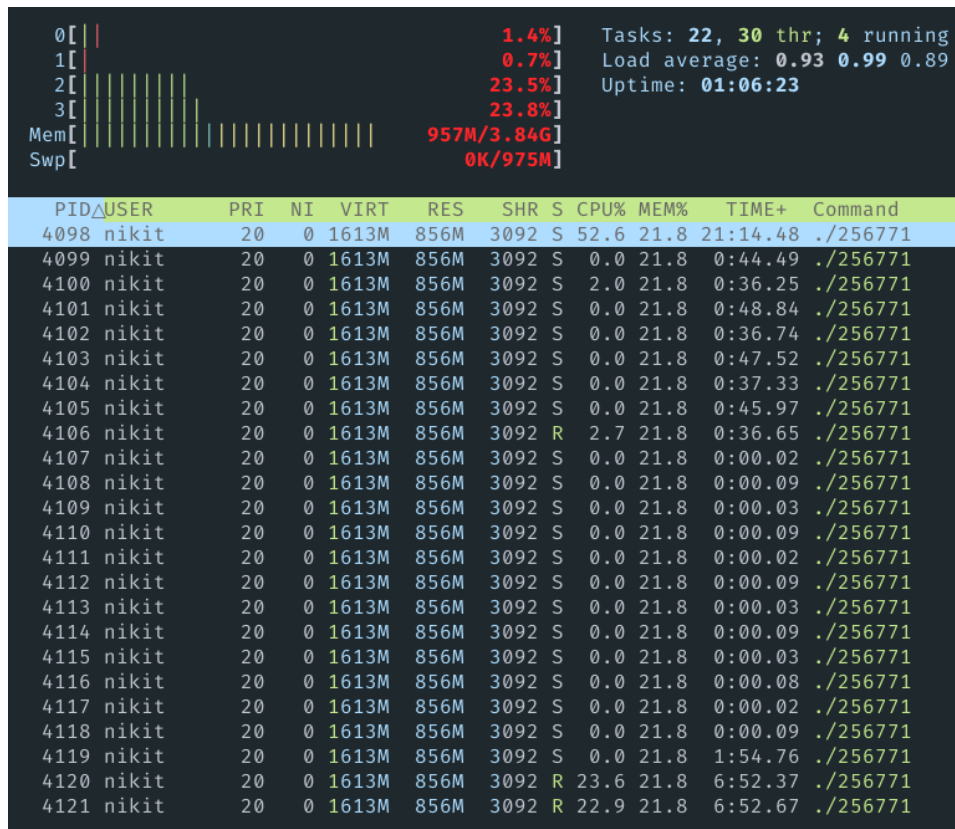 0[|| 1.4%] Tasks: 22, 30 thr; 4 running
1[| 0.7%] Load average: 0.93 0.99 0.89
2[||||||||| 23.5%] Uptime: 01:06:23
3[|||||||||| 23.8%]
Mem[||||||||||||||||||||||||| 957M/3.84G]
Swp[ 0K/975M]
PID△USER PRI NI VIRT RES SHR S CPU% MEM% TIME+ Command
4098 nikit 20 0 1613M 856M 3092 S 52.6 21.8 21:14.48 ./256771
4099 nikit 20 0 1613M 856M 3092 S 0.0 21.8 0:44.49 ./256771
4100 nikit 20 0 1613M 856M 3092 S 2.0 21.8 0:36.25 ./256771
4101 nikit 20 0 1613M 856M 3092 S 0.0 21.8 0:48.84 ./256771
4102 nikit 20 0 1613M 856M 3092 S 0.0 21.8 0:36.74 ./256771
4103 nikit 20 0 1613M 856M 3092 S 0.0 21.8 0:47.52 ./256771
4104 nikit 20 0 1613M 856M 3092 S 0.0 21.8 0:37.33 ./256771
4105 nikit 20 0 1613M 856M 3092 S 0.0 21.8 0:45.97 ./256771
4106 nikit 20 0 1613M 856M 3092 R 2.7 21.8 0:36.65 ./256771
4107 nikit 20 0 1613M 856M 3092 S 0.0 21.8 0:00.02 ./256771
4108 nikit 20 0 1613M 856M 3092 S 0.0 21.8 0:00.09 ./256771
4109 nikit 20 0 1613M 856M 3092 S 0.0 21.8 0:00.03 ./256771
4110 nikit 20 0 1613M 856M 3092 S 0.0 21.8 0:00.09 ./256771
4111 nikit 20 0 1613M 856M 3092 S 0.0 21.8 0:00.02 ./256771
4112 nikit 20 0 1613M 856M 3092 S 0.0 21.8 0:00.09 ./256771
4113 nikit 20 0 1613M 856M 3092 S 0.0 21.8 0:00.03 ./256771
4114 nikit 20 0 1613M 856M 3092 S 0.0 21.8 0:00.09 ./256771
4115 nikit 20 0 1613M 856M 3092 S 0.0 21.8 0:00.03 ./256771
4116 nikit 20 0 1613M 856M 3092 S 0.0 21.8 0:00.08 ./256771
4117 nikit 20 0 1613M 856M 3092 S 0.0 21.8 0:00.02 ./256771
4118 nikit 20 0 1613M 856M 3092 S 0.0 21.8 0:00.09 ./256771
4119 nikit 20 0 1613M 856M 3092 S 0.0 21.8 1:54.76 ./256771
4120 nikit 20 0 1613M 856M 3092 R 23.6 21.8 6:52.37 ./256771
4121 nikit 20 0 1613M 856M 3092 R 22.9 21.8 6:52.67 ./256771